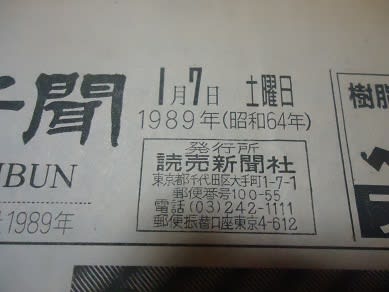 聞
1月7日 土曜日
1989年(昭和64年)
発行所
読売新聞社
東京都千代田区大手町1-7-1
郵便番号100-55
電話(03)242-1111
郵便振替口座東京4-612
BUN
1989年
樹脂